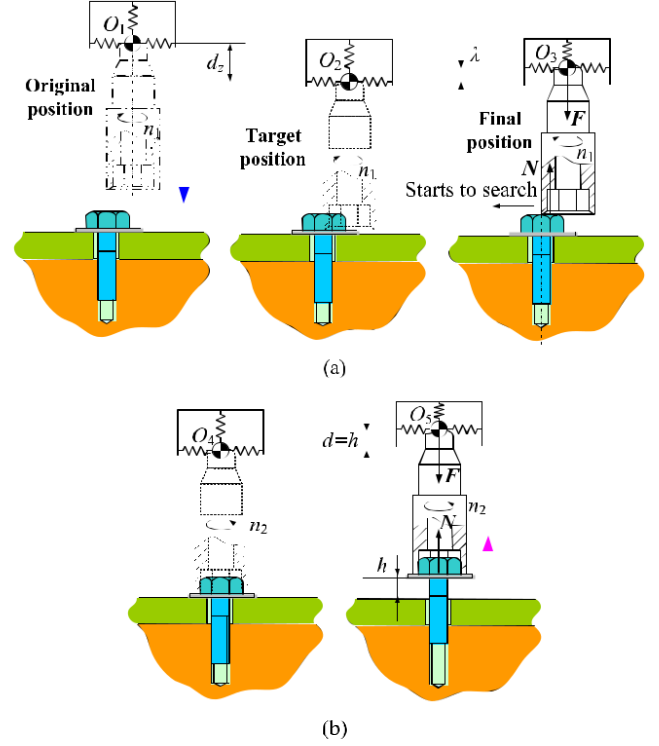 O1
dz
Original
position
n1
O2
Target
position
n1
λ
O3
Final
position
F
n1
N
Starts to search
(a)
O4
n2
O5
d=h
F
n2
N
h
(b)